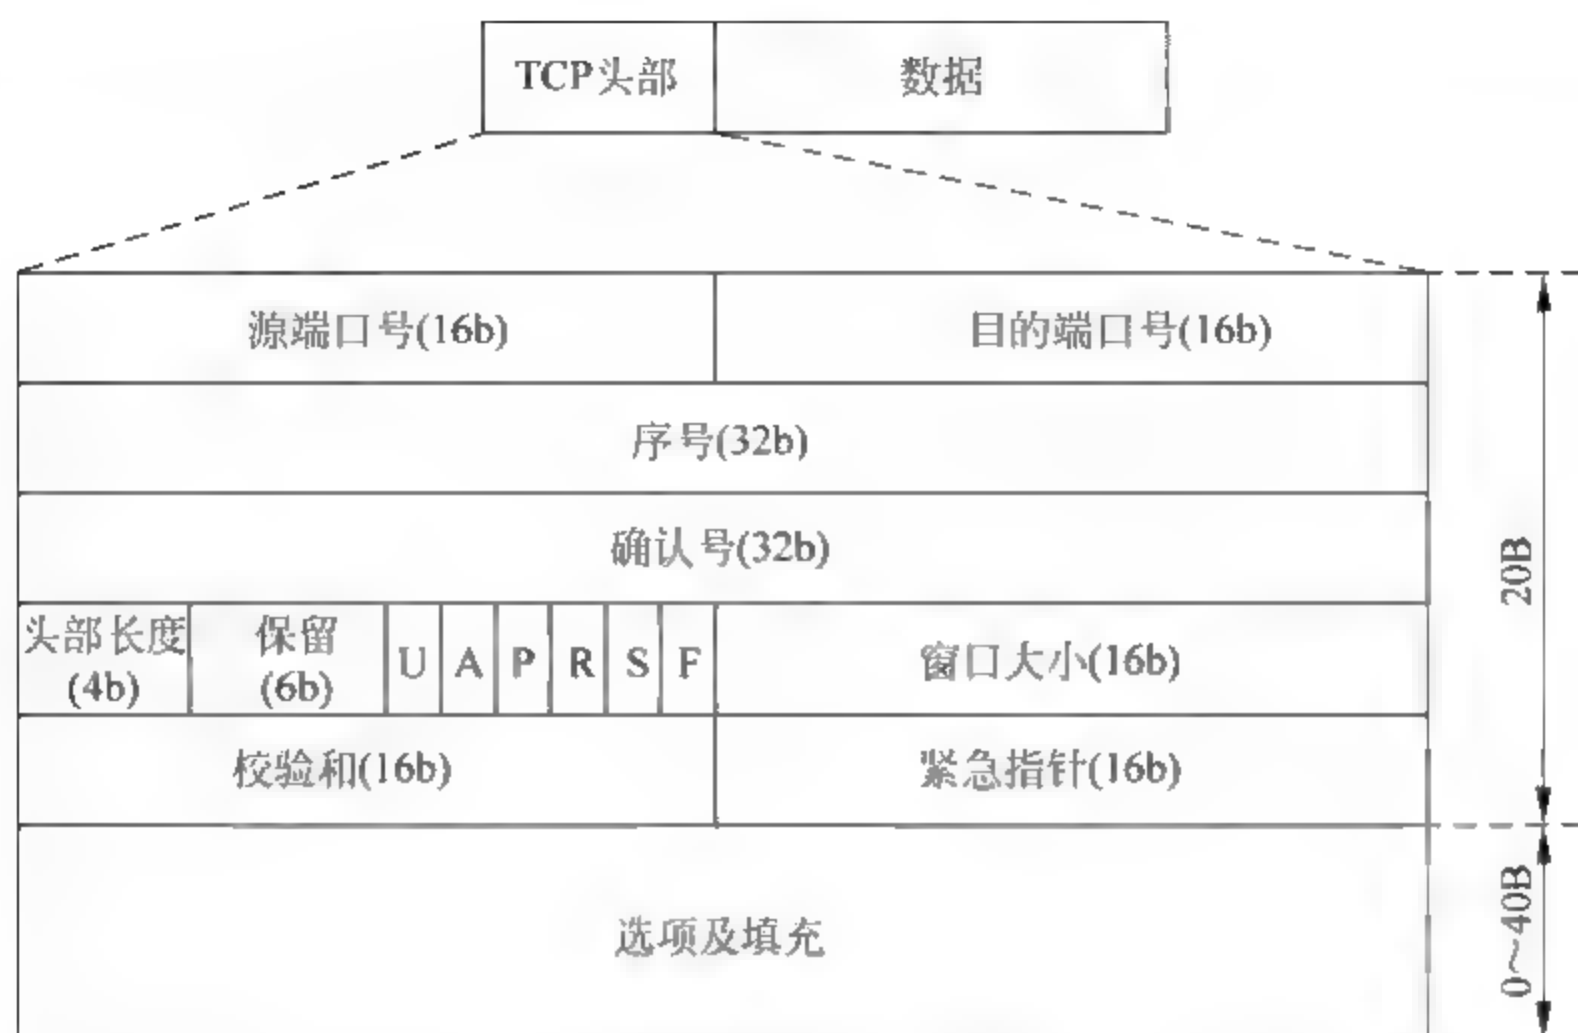 TCP头部
数据
源端口号(16b)
目的端口号(16b)
序号(32b)
确认号(32b)
头部长度
(4b)
保留
(6b)
U
A
P
R
S
F
窗口大小(16b)
校验和(16b)
紧急指针(16b)
选项及填充
20B
0～40B